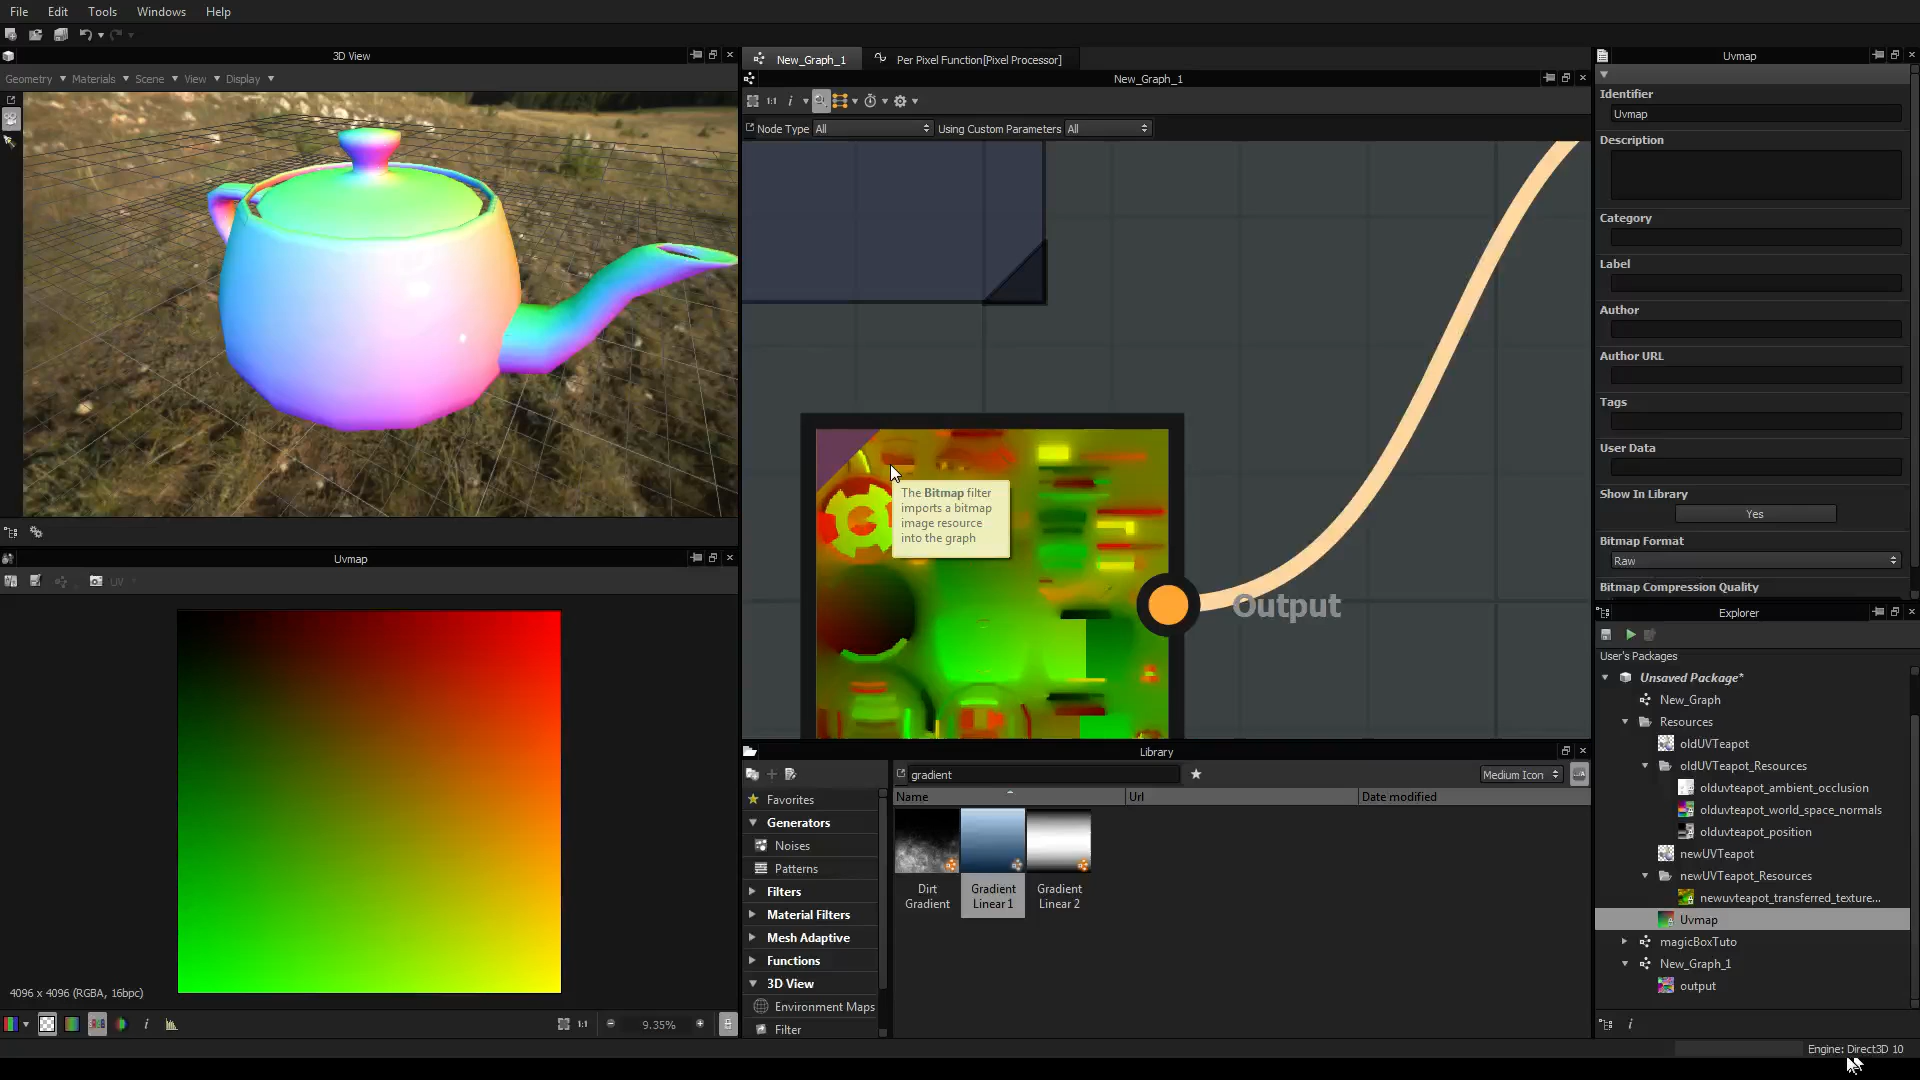 File Edit Tools Windows Help
3D View
Geometry Materials Scene View Display
Uvmap
UV
4096 x 4096 (RGBA, 16bpc)
1:1
9.35%
New_Graph_1
Per Pixel Function[Pixel Processor]
New_Graph_1
1:1
Node Type All Using Custom Parameters All
The Bitmap filter
imports a bitmap
image resource
into the graph
Output
Library
gradient
Medium Icon
Name Url Date modified
Favorites
Generators
Noises
Patterns
Filters
Material Filters
Mesh Adaptive
Functions
3D View
Environment Maps
Filter
Dirt
Gradient
Gradient
Linear 1
Gradient
Linear 2
Uvmap
Identifier
Uvmap
Description
Category
Label
Author
Author URL
Tags
User Data
Show In Library
Yes
Bitmap Format
Raw
Bitmap Compression Quality
Explorer
User's Packages
Unsaved Package*
New_Graph
Resources
oldUVTeapot
oldUVTeapot_Resources
olduvteapot_ambient_occlusion
olduvteapot_world_space_normals
olduvteapot_position
newUVTeapot
newUVTeapot_Resources
newuvteapot_transferred_texture...
Uvmap
magicBoxTuto
New_Graph_1
output
Engine: Direct3D 10